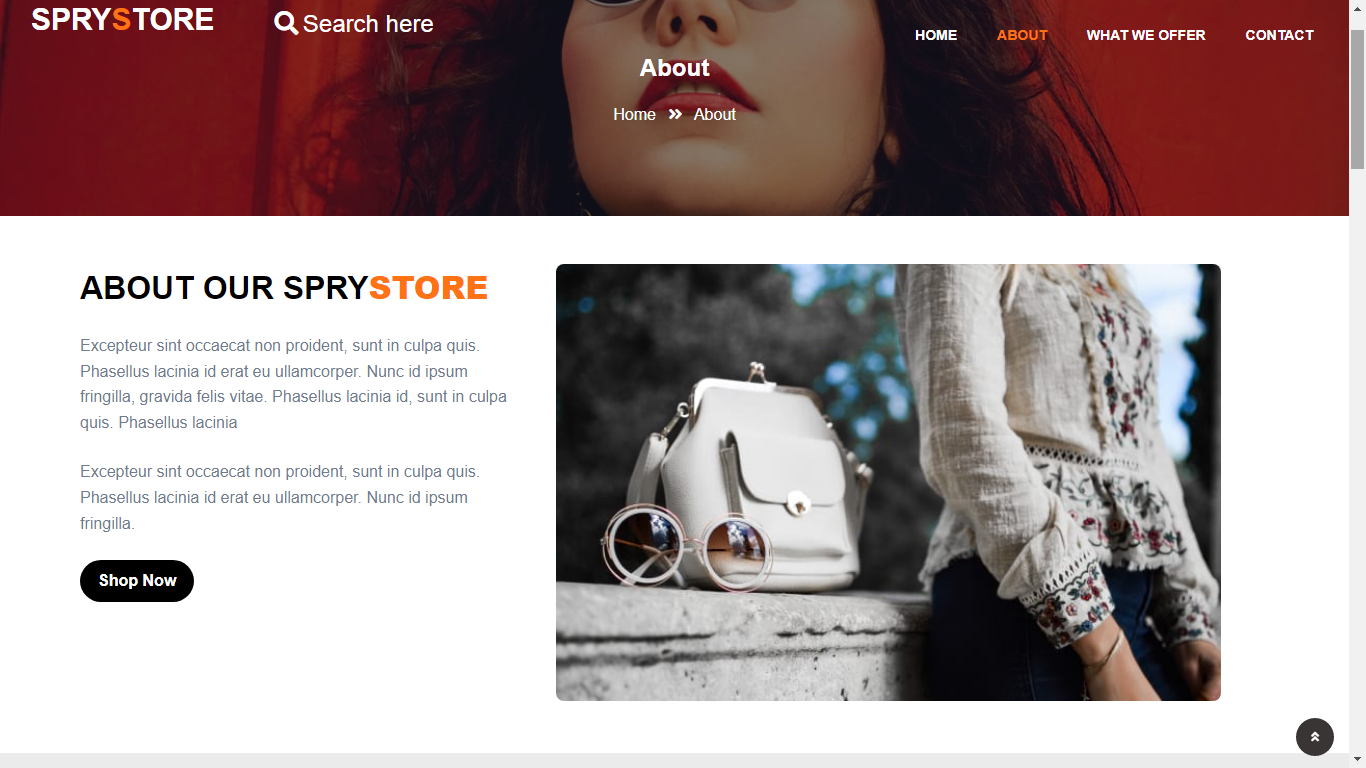 SPRYSTORE
Search here
HOME ABOUT WHAT WE OFFER CONTACT
About
Home » About
ABOUT OUR SPRYSTORE
Excepteur sint occaecat non proident, sunt in culpa quis.
Phasellus lacinia id erat eu ullamcorper. Nunc id ipsum
fringilla, gravida felis vitae. Phasellus lacinia id, sunt in culpa
quis. Phasellus lacinia
Excepteur sint occaecat non proident, sunt in culpa quis.
Phasellus lacinia id erat eu ullamcorper. Nunc id ipsum
fringilla.
Shop Now